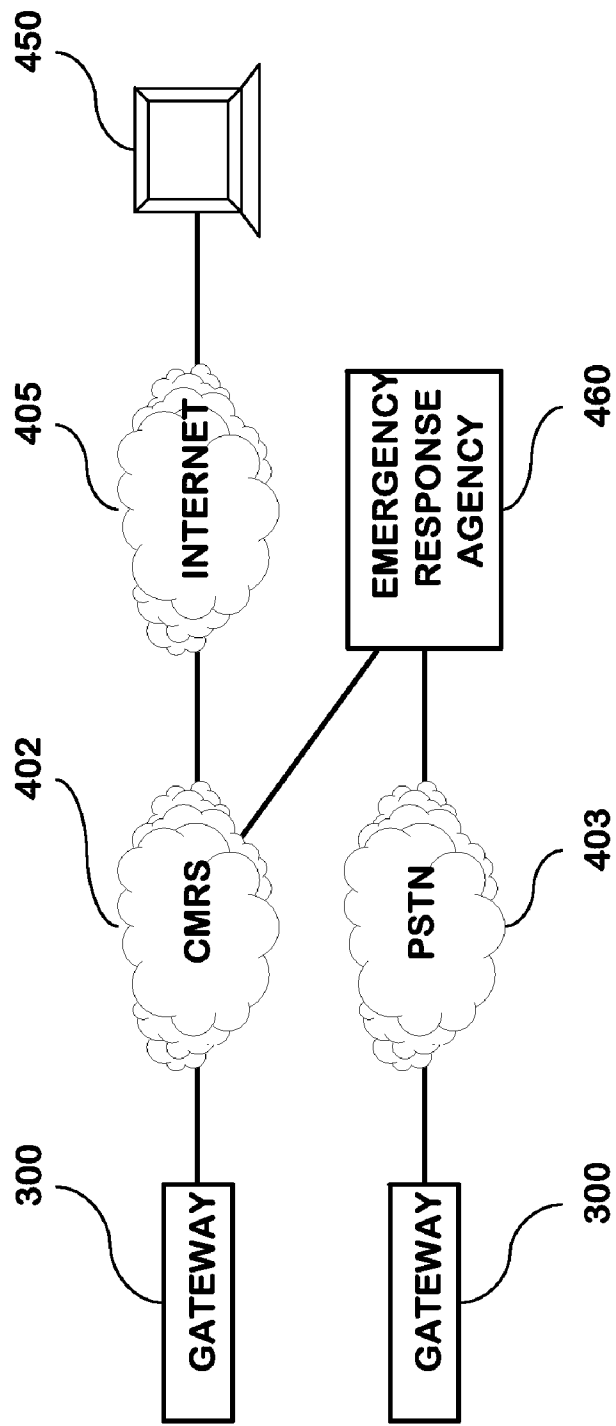 300
402
405
450
GATEWAY
CMRS
INTERNET
GATEWAY
PSTN
EMERGENCY
RESPONSE
AGENCY
300
403
460